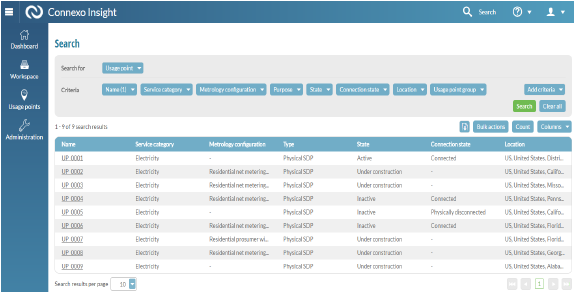 Connexo Insight
Search
Dashboard
Workspace
Usage points
Administration
Search
Search for Usage point
Criteria Name (1) Service category Metrology configuration Purpose State Connection state Location Usage point group Add criteria
Search Clear all
1 - 9 of 9 search results Bulk actions Count Columns
Name Service category Metrology configuration Type State Connection state Location
UP_0001 Electricity - Physical SDP Active Connected US, United States, Distri...
UP_0002 Electricity Residential net metering... Physical SDP Under construction - US, United States, Califo...
UP_0003 Electricity Residential net metering... Physical SDP Under construction - US, United States, Misso...
UP_0004 Electricity Residential net metering... Physical SDP Inactive Connected US, United States, Penns...
UP_0005 Electricity - Physical SDP Inactive Physically disconnected US, United States, Califo...
UP_0006 Electricity Residential net metering... Physical SDP Inactive Connected US, United States, Florid...
UP_0007 Electricity Residential prosumer wi... Physical SDP Under construction - US, United States, Florid...
UP_0008 Electricity Residential net metering... Physical SDP Under construction - US, United States, Georg...
UP_0009 Electricity - Physical SDP Under construction - US, United States, Alaba...
Search results per page 10 1